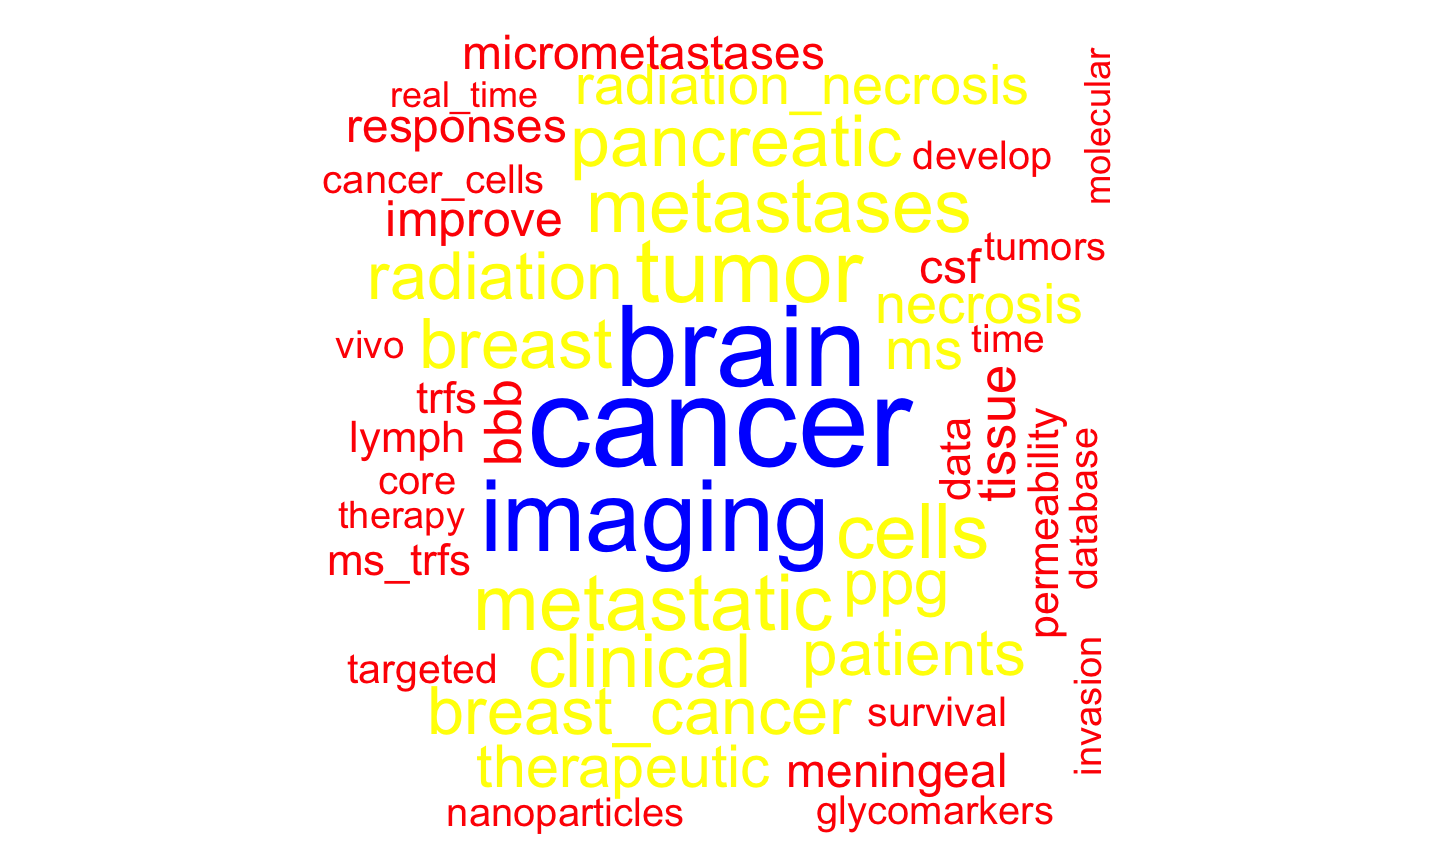 micrometastases
radiation_necrosis
real_time
responses
pancreatic
develop
molecular
cancer_cells
improve
metastases
tumors
csf
radiation
tumor
necrosis
vivo
breast
brain
ms
time
trfs
bbb
cancer
data
tissue
lymph
core
permeability
database
therapy
imaging
cells
ms_trfs
ppg
metastatic
targeted
clinical
patients
invasion
breast_cancer
survival
therapeutic
meningeal
nanoparticles
glycomarkers